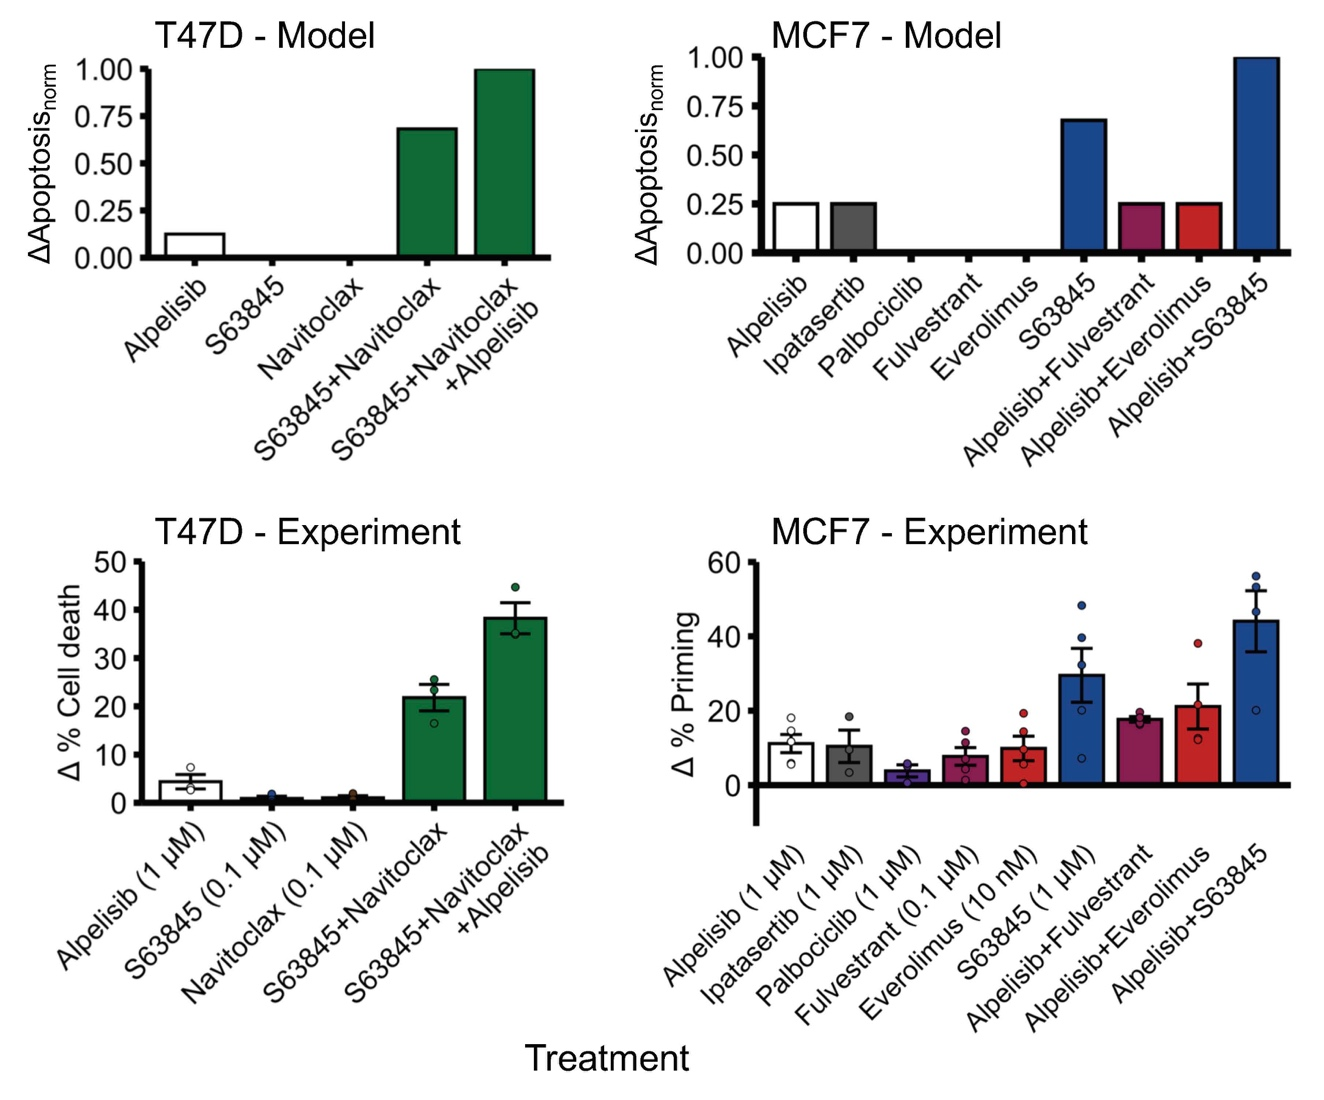 T47D - Model
ΔApoptosisnorm
1.00
0.75
0.50
0.25
0.00
Alpelisib
S63845
Navitoclax
S63845+Navitoclax
S63845+Navitoclax
+Alpelisib
MCF7 - Model
ΔApoptosisnorm
1.00
0.75
0.50
0.25
0.00
Alpelisib
Ipatasertib
Palbociclib
Fulvestrant
Everolimus
S63845
Alpelisib+Fulvestrant
Alpelisib+Everolimus
Alpelisib+S63845
T47D - Experiment
Δ % Cell death
50
40
30
20
10
0
Alpelisib (1 µM)
S63845 (0.1 µM)
Navitoclax (0.1 µM)
S63845+Navitoclax
S63845+Navitoclax
+Alpelisib
MCF7 - Experiment
Δ % Priming
60
40
20
0
Alpelisib (1 µM)
Ipatasertib (1 µM)
Palbociclib (1 µM)
Fulvestrant (0.1 µM)
Everolimus (10 nM)
S63845 (1 µM)
Alpelisib+Fulvestrant
Alpelisib+Everolimus
Alpelisib+S63845
Treatment